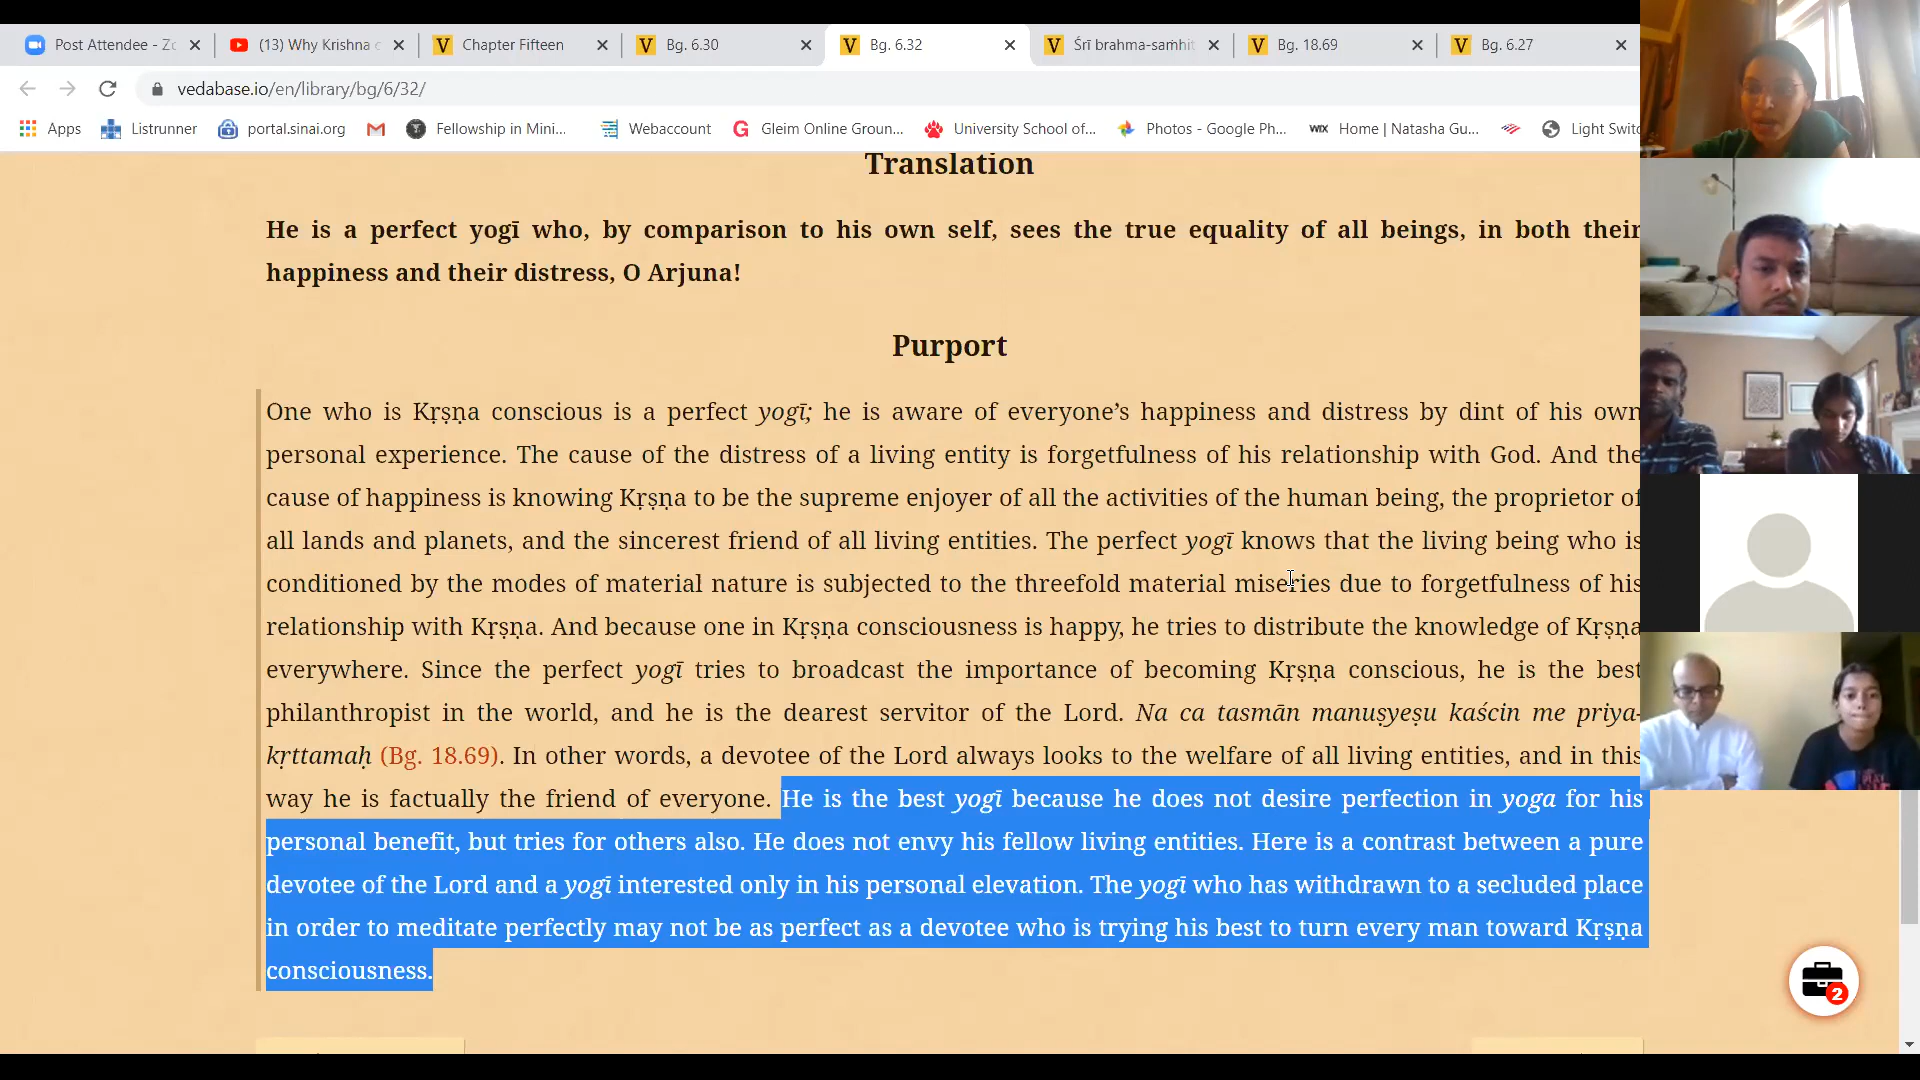 Post Attendee - Zo
(13) Why Krishna c
Chapter Fifteen
Bg. 6.30
Bg. 6.32
Śrī brahma-saṁhit
Bg. 18.69
Bg. 6.27
vedabase.io/en/library/bg/6/32/
Apps
Listrunner
portal.sinai.org
Fellowship in Mini...
Webaccount
Gleim Online Groun...
University School of...
Photos - Google Ph...
WIX Home | Natasha Gu...
Light Switc
Translation
He is a perfect yogī who, by comparison to his own self, sees the true equality of all beings, in both their
happiness and their distress, O Arjuna!
Purport
One who is Kṛṣṇa conscious is a perfect yogī; he is aware of everyone’s happiness and distress by dint of his own
personal experience. The cause of the distress of a living entity is forgetfulness of his relationship with God. And the
cause of happiness is knowing Kṛṣṇa to be the supreme enjoyer of all the activities of the human being, the proprietor of
all lands and planets, and the sincerest friend of all living entities. The perfect yogī knows that the living being who is
conditioned by the modes of material nature is subjected to the threefold material miseries due to forgetfulness of his
relationship with Kṛṣṇa. And because one in Kṛṣṇa consciousness is happy, he tries to distribute the knowledge of Kṛṣṇa
everywhere. Since the perfect yogī tries to broadcast the importance of becoming Kṛṣṇa conscious, he is the best
philanthropist in the world, and he is the dearest servitor of the Lord. Na ca tasmān manuṣyeṣu kaścin me priya-
kṛttamaḥ (Bg. 18.69). In other words, a devotee of the Lord always looks to the welfare of all living entities, and in this
way he is factually the friend of everyone. He is the best yogī because he does not desire perfection in yoga for his
personal benefit, but tries for others also. He does not envy his fellow living entities. Here is a contrast between a pure
devotee of the Lord and a yogī interested only in his personal elevation. The yogī who has withdrawn to a secluded place
in order to meditate perfectly may not be as perfect as a devotee who is trying his best to turn every man toward Kṛṣṇa
consciousness.
2